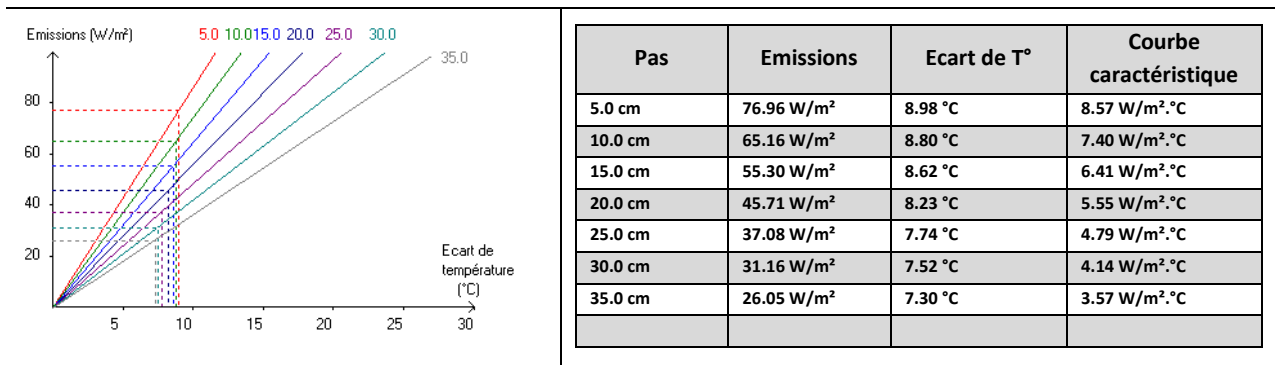 Emissions (W/m²)
5.0 10.0 15.0 20.0 25.0 30.0
35.0
80
60
40
20
Ecart de
température
(°C)
5 10 15 20 25 30
Pas Emissions Ecart de T° Courbe
caractéristique
5.0 cm 76.96 W/m² 8.98 °C 8.57 W/m².°C
10.0 cm 65.16 W/m² 8.80 °C 7.40 W/m².°C
15.0 cm 55.30 W/m² 8.62 °C 6.41 W/m².°C
20.0 cm 45.71 W/m² 8.23 °C 5.55 W/m².°C
25.0 cm 37.08 W/m² 7.74 °C 4.79 W/m².°C
30.0 cm 31.16 W/m² 7.52 °C 4.14 W/m².°C
35.0 cm 26.05 W/m² 7.30 °C 3.57 W/m².°C